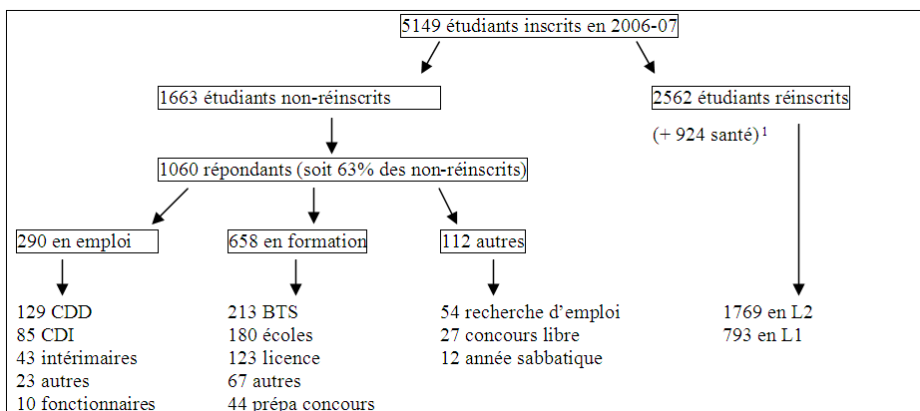 5149 étudiants inscrits en 2006-07
1663 étudiants non-réinscrits
2562 étudiants réinscrits
(+ 924 santé) 1
1060 répondants (soit 63% des non-réinscrits)
290 en emploi
658 en formation
112 autres
129 CDD
85 CDI
43 intérimaires
23 autres
10 fonctionnaires
213 BTS
180 écoles
123 licence
67 autres
44 prépa concours
54 recherche d'emploi
27 concours libre
12 année sabbatique
1769 en L2
793 en L1